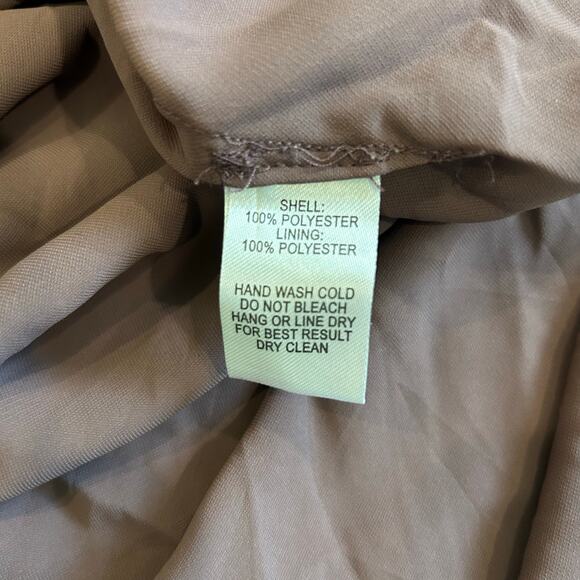 SHELL:
100% POLYESTER
LINING:
100% POLYESTER
HAND WASH COLD
DO NOT BLEACH
HANG OR LINE DRY
FOR BEST RESULT
DRY CLEAN